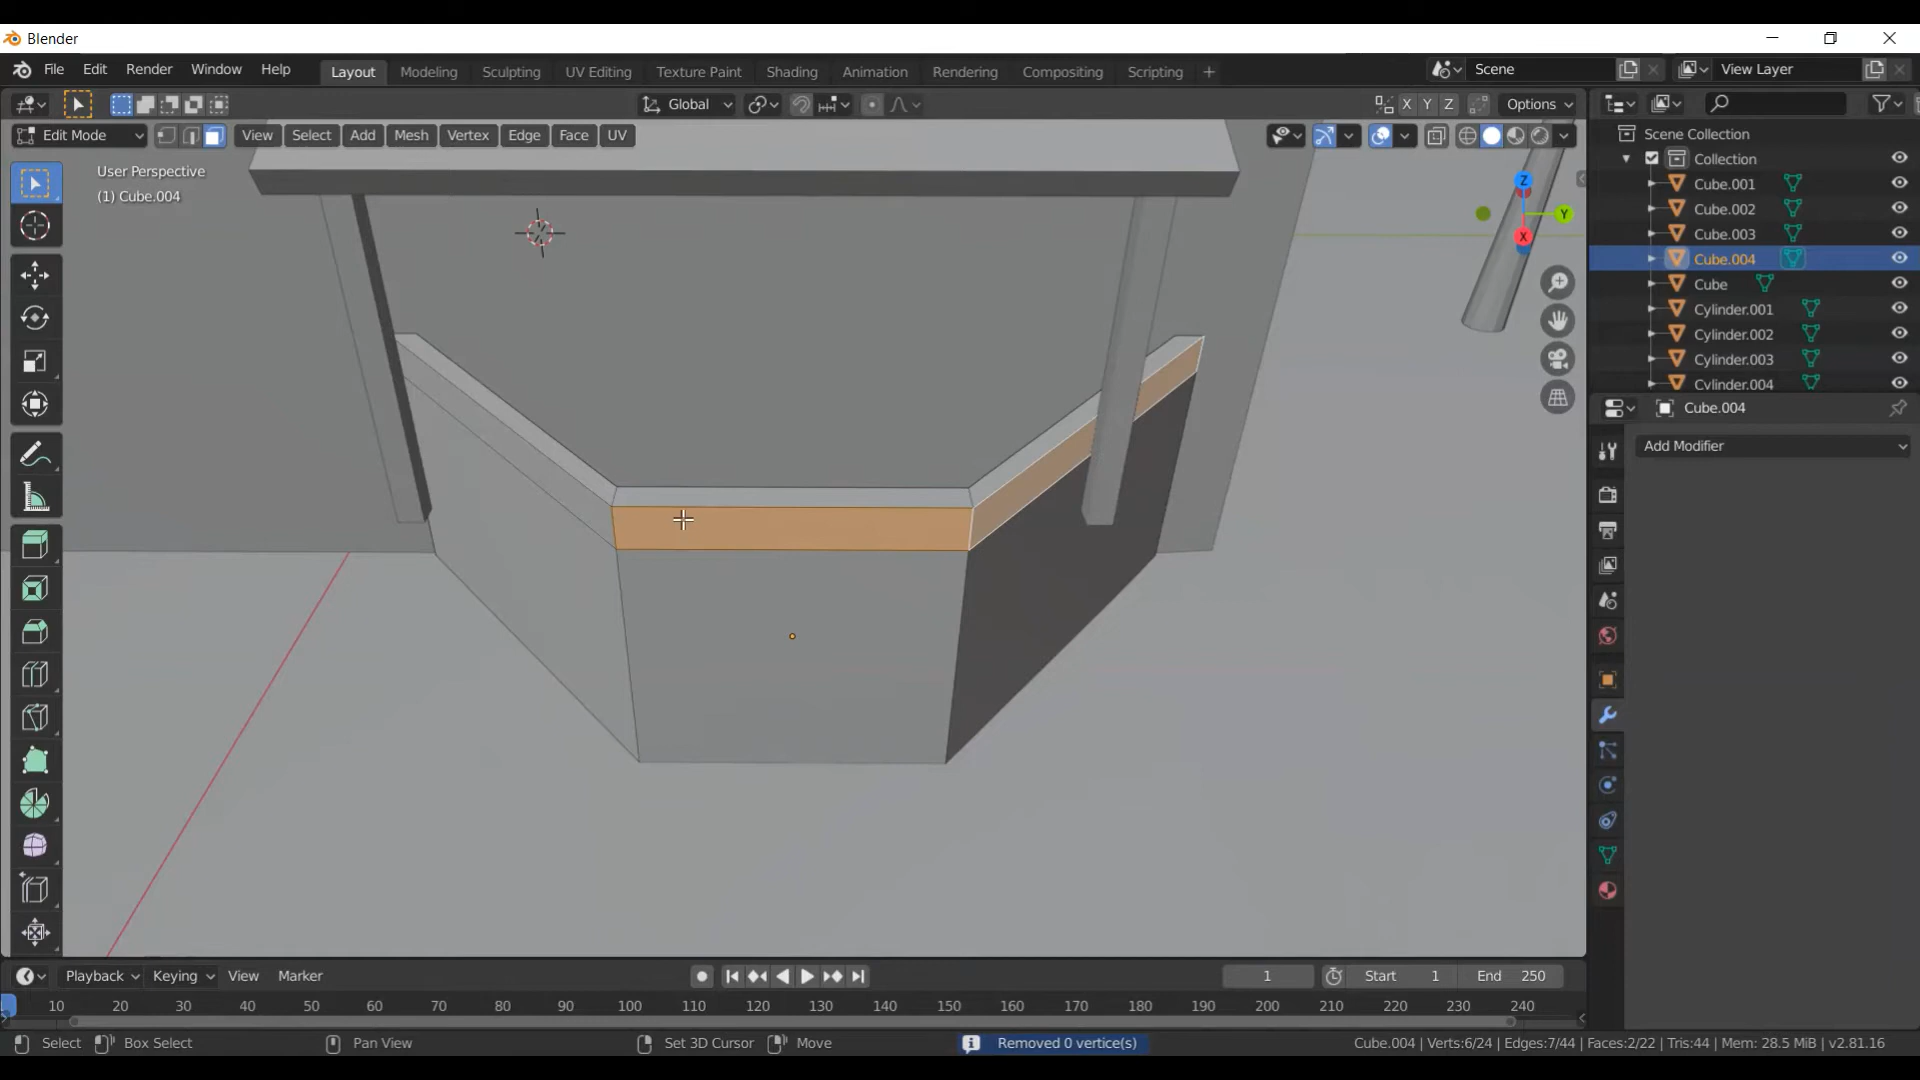 Blender
File Edit Render Window Help Layout Modeling Sculpting UV Editing Texture Paint Shading Animation Rendering Compositing Scripting + Scene View Layer
Global X Y Z Options
Edit Mode View Select Add Mesh Vertex Edge Face UV
User Perspective
(1) Cube.004
Z
Y
X
Scene Collection
Collection
Cube.001
Cube.002
Cube.003
Cube.004
Cube
Cylinder.001
Cylinder.002
Cylinder.003
Cylinder.004
Cube.004
Add Modifier
Playback Keying View Marker 1 Start 1 End 250
10 20 30 40 50 60 70 80 90 100 110 120 130 140 150 160 170 180 190 200 210 220 230 240
Select Box Select Pan View Set 3D Cursor Move Removed 0 vertice(s) Cube.004 | Verts:6/24 | Edges:7/44 | Faces:2/22 | Tris:44 | Mem: 28.5 MiB | v2.81.16